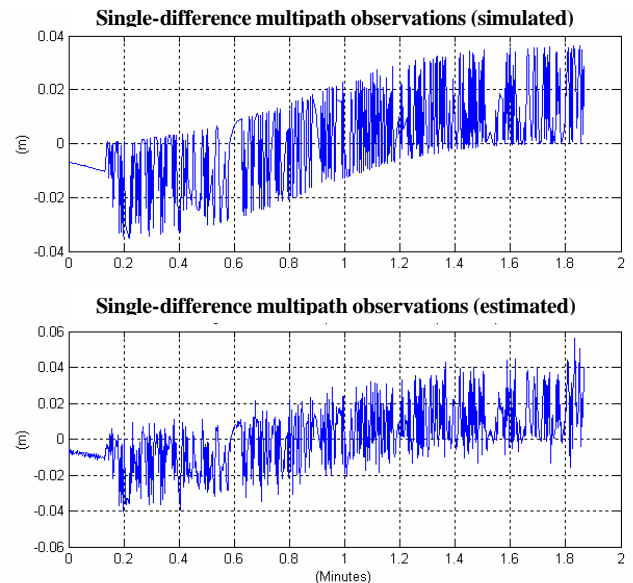 Single-difference multipath observations (simulated)
0.04
0.02
0
-0.02
-0.04
(m)
0 0.2 0.4 0.6 0.8 1 1.2 1.4 1.6 1.8 2
Single-difference multipath observations (estimated)
0.06
0.04
0.02
0
-0.02
-0.04
-0.06
(m)
0 0.2 0.4 0.6 0.8 1 1.2 1.4 1.6 1.8 2
(Minutes)